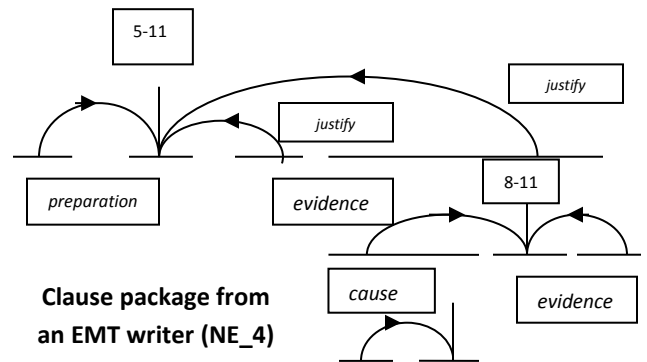 5-11
justify
justify
8-11
preparation
evidence
cause
evidence
Clause package from
an EMT writer (NE_4)